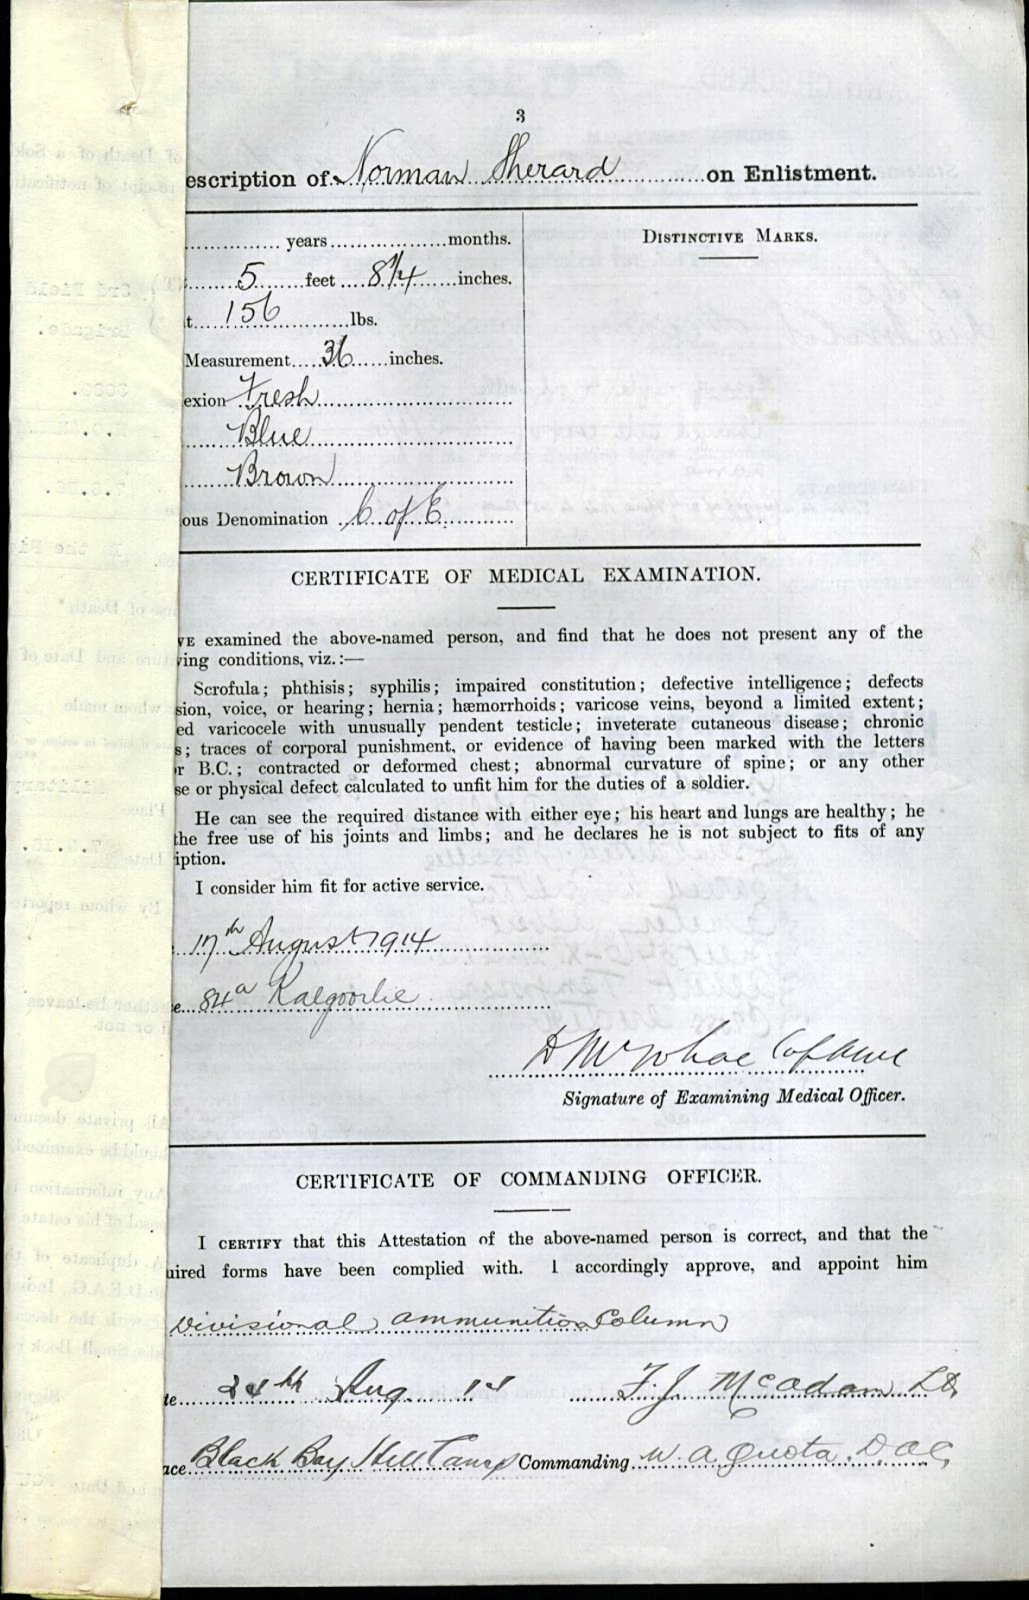 3
escription of Norman Sherard on Enlistment.
years months.
5 feet 8 1/4 inches.
t 156 lbs.
Measurement 36 inches.
exion Fresh
Blue
Brown
ous Denomination C of E
DISTINCTIVE MARKS.
CERTIFICATE OF MEDICAL EXAMINATION.
VE examined the above-named person, and find that he does not present any of the
ving conditions, viz.:—
Scrofula; phthisis; syphilis; impaired constitution; defective intelligence; defects
sion, voice, or hearing; hernia; hæmorrhoids; varicose veins, beyond a limited extent;
ed varicocele with unusually pendent testicle; inveterate cutaneous disease; chronic
s; traces of corporal punishment, or evidence of having been marked with the letters
r B.C.; contracted or deformed chest; abnormal curvature of spine; or any other
se or physical defect calculated to unfit him for the duties of a soldier.
He can see the required distance with either eye; his heart and lungs are healthy; he
the free use of his joints and limbs; and he declares he is not subject to fits of any
iption.
I consider him fit for active service.
17th August 1914
e 84a Kalgoorlie
Signature of Examining Medical Officer.
CERTIFICATE OF COMMANDING OFFICER.
I CERTIFY that this Attestation of the above-named person is correct, and that the
uired forms have been complied with. I accordingly approve, and appoint him
Divisional Ammunition Column
te 24th Aug 14 F. J. McAdam Lt
ace Black Boy Hill Camp Commanding W. A. Quota. D A C